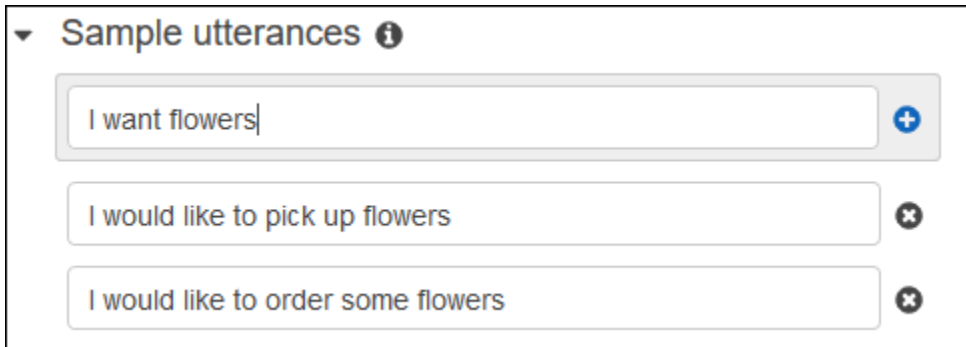 Sample utterances
I want flowers
I would like to pick up flowers
I would like to order some flowers